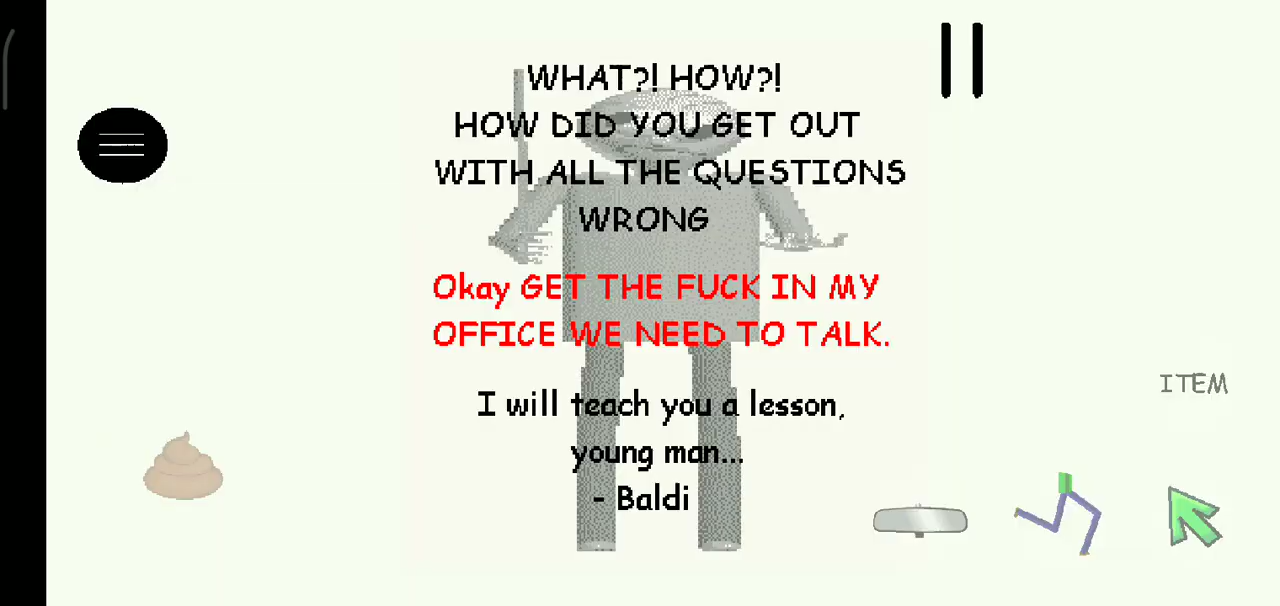 WHAT?! HOW?!
HOW DID YOU GET OUT
WITH ALL THE QUESTIONS
WRONG
Okay GET THE FUCK IN MY
OFFICE WE NEED TO TALK.
I will teach you a lesson,
young man...
- Baldi
ITEM